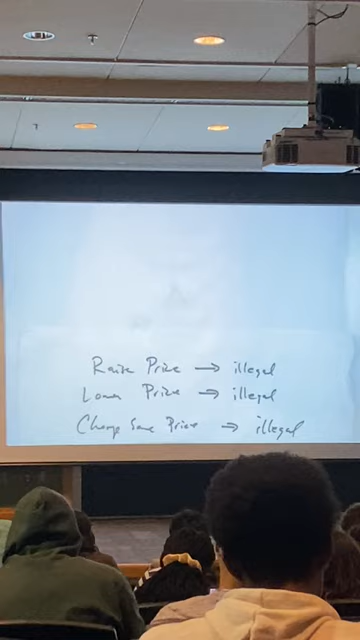 Raise Price → illegal
Lower Price → illegal
Charge Same Price → illegal